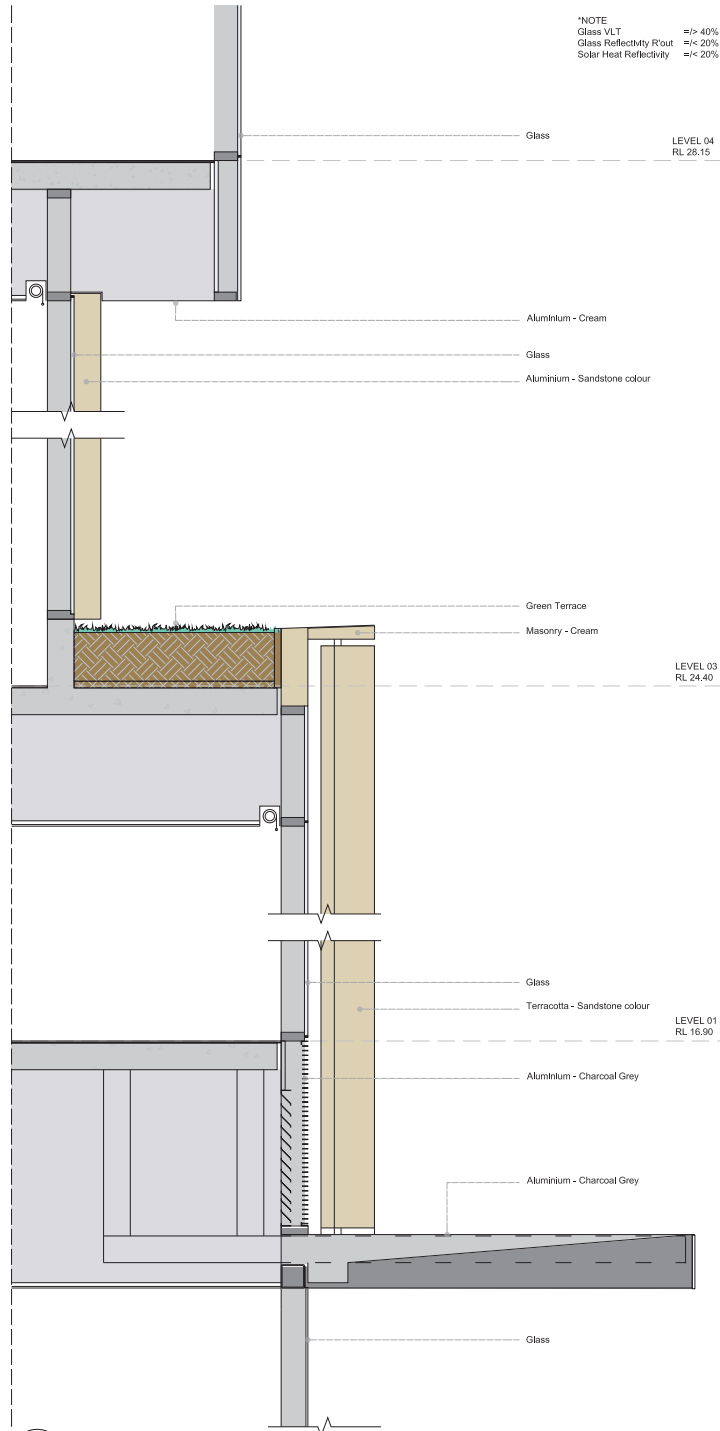 *NOTE
Glass VLT =/> 40%
Glass Reflectivity R'out =/< 20%
Solar Heat Reflectivity =/< 20%
Glass
LEVEL 04
RL 28.15
Aluminium - Cream
Glass
Aluminium - Sandstone colour
Green Terrace
Masonry - Cream
LEVEL 03
RL 24.40
Glass
Terracotta - Sandstone colour
LEVEL 01
RL 16.90
Aluminium - Charcoal Grey
Aluminium - Charcoal Grey
Glass